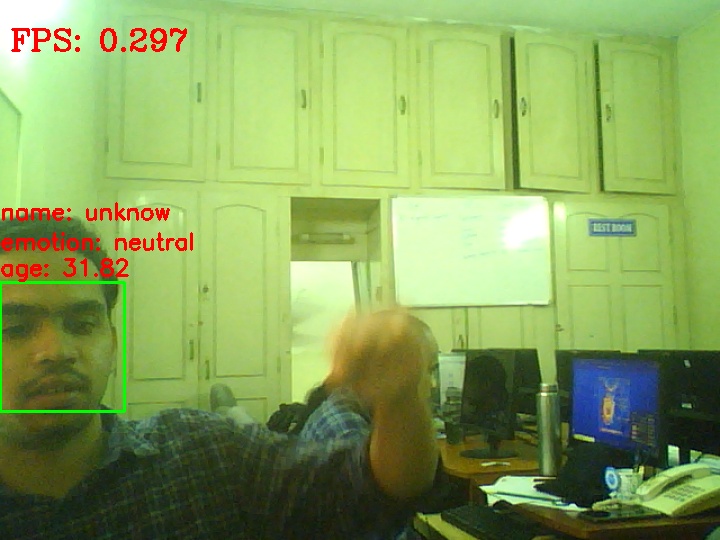 FPS: 0.297
name: unknow
emotion: neutral
age: 31.82
REST ROOM